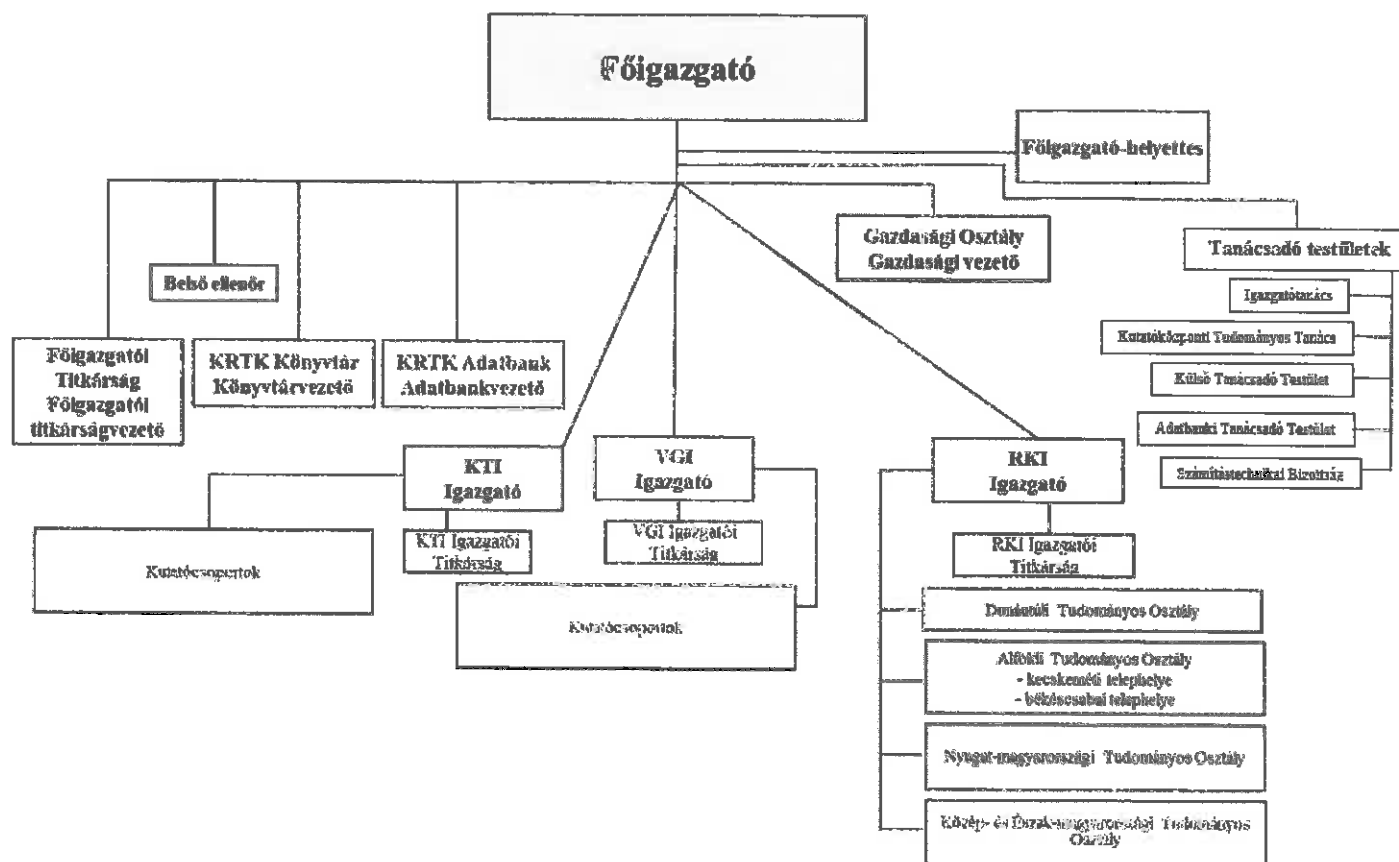 Főigazgató
Főigazgató-helyettes
Gazdasági Osztály
Gazdasági vezető
Tanácsadó testületek
Belső ellenőr
Igazgatótanács
Kutatóközponti Tudományos Tanács
Külső Tanácsadó Testület
Adatbanki Tanácsadó Testület
Számítástechnikai Bizottság
Főigazgatói
Titkárság
Főigazgatói
titkárságvezető
KRTK Könyvtár
Könyvtárvezető
KRTK Adatbank
Adatbankvezető
KTI
Igazgató
VGI
Igazgató
RKI
Igazgató
KTI Igazgatói
Titkárság
VGI Igazgatói
Titkárság
RKI Igazgatói
Titkárság
Kutatócsoportok
Kutatócsoportok
Dunántúli Tudományos Osztály
Alföldi Tudományos Osztály
- kecskeméti telephelye
- békéscsabai telephelye
Nyugat-magyarországi Tudományos Osztály
Közép- és Észak-magyarországi Tudományos
Osztály